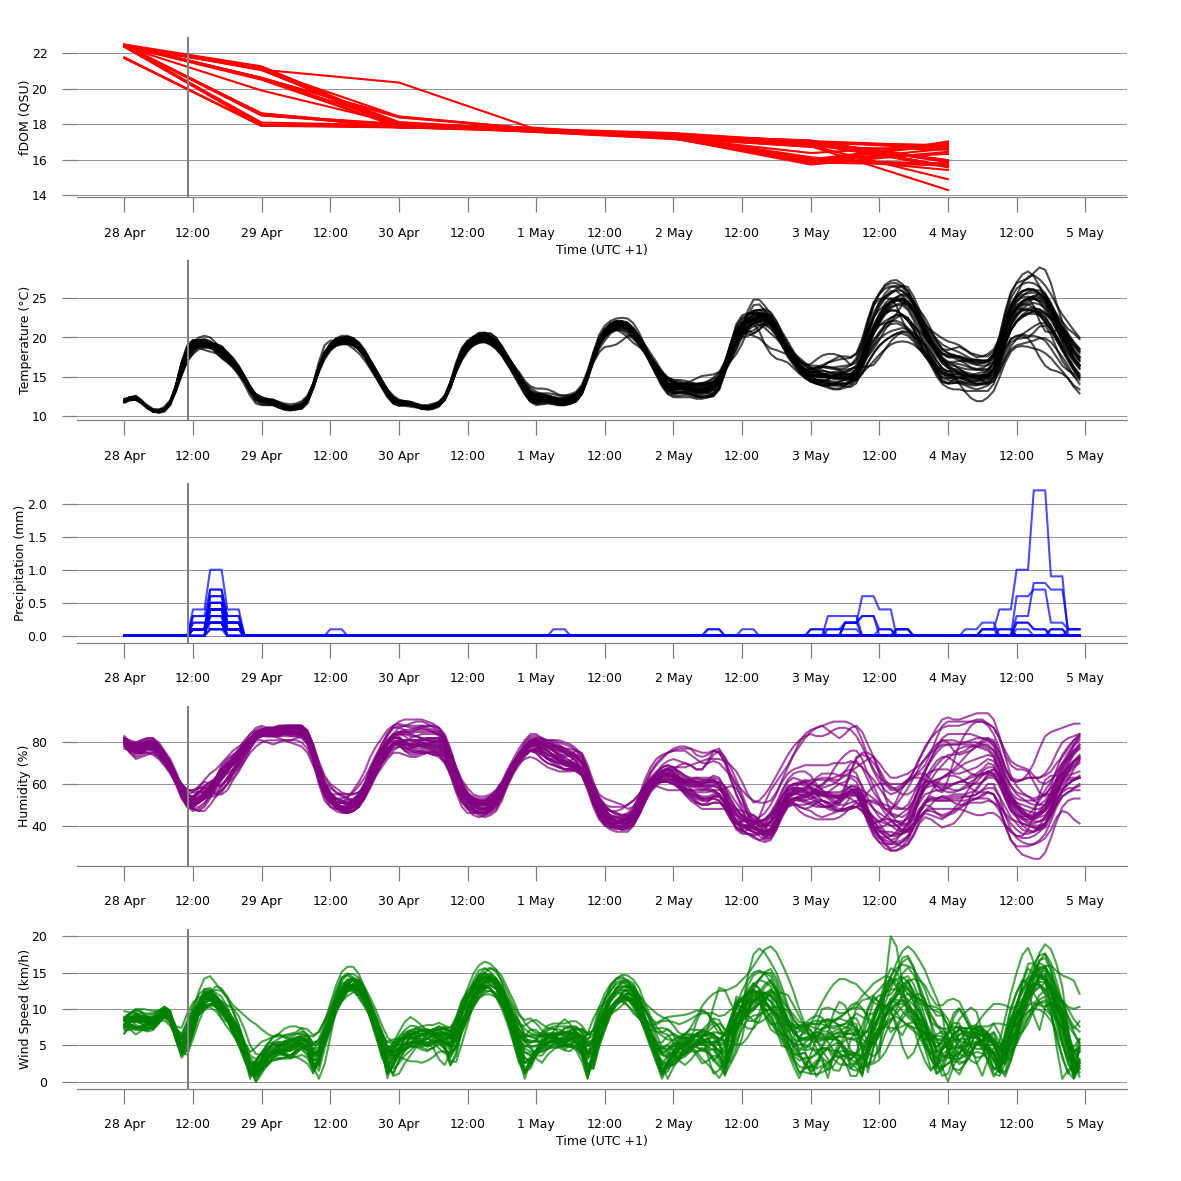 22
20
18
16
14
fDOM (QSU)
28 Apr 12:00 29 Apr 12:00 30 Apr 12:00 1 May 12:00 2 May 12:00 3 May 12:00 4 May 12:00 5 May
Time (UTC +1)
25
20
15
10
Temperature (°C)
28 Apr 12:00 29 Apr 12:00 30 Apr 12:00 1 May 12:00 2 May 12:00 3 May 12:00 4 May 12:00 5 May
2.0
1.5
1.0
0.5
0.0
Precipitation (mm)
28 Apr 12:00 29 Apr 12:00 30 Apr 12:00 1 May 12:00 2 May 12:00 3 May 12:00 4 May 12:00 5 May
80
60
40
Humidity (%)
28 Apr 12:00 29 Apr 12:00 30 Apr 12:00 1 May 12:00 2 May 12:00 3 May 12:00 4 May 12:00 5 May
20
15
10
5
0
Wind Speed (km/h)
28 Apr 12:00 29 Apr 12:00 30 Apr 12:00 1 May 12:00 2 May 12:00 3 May 12:00 4 May 12:00 5 May
Time (UTC +1)